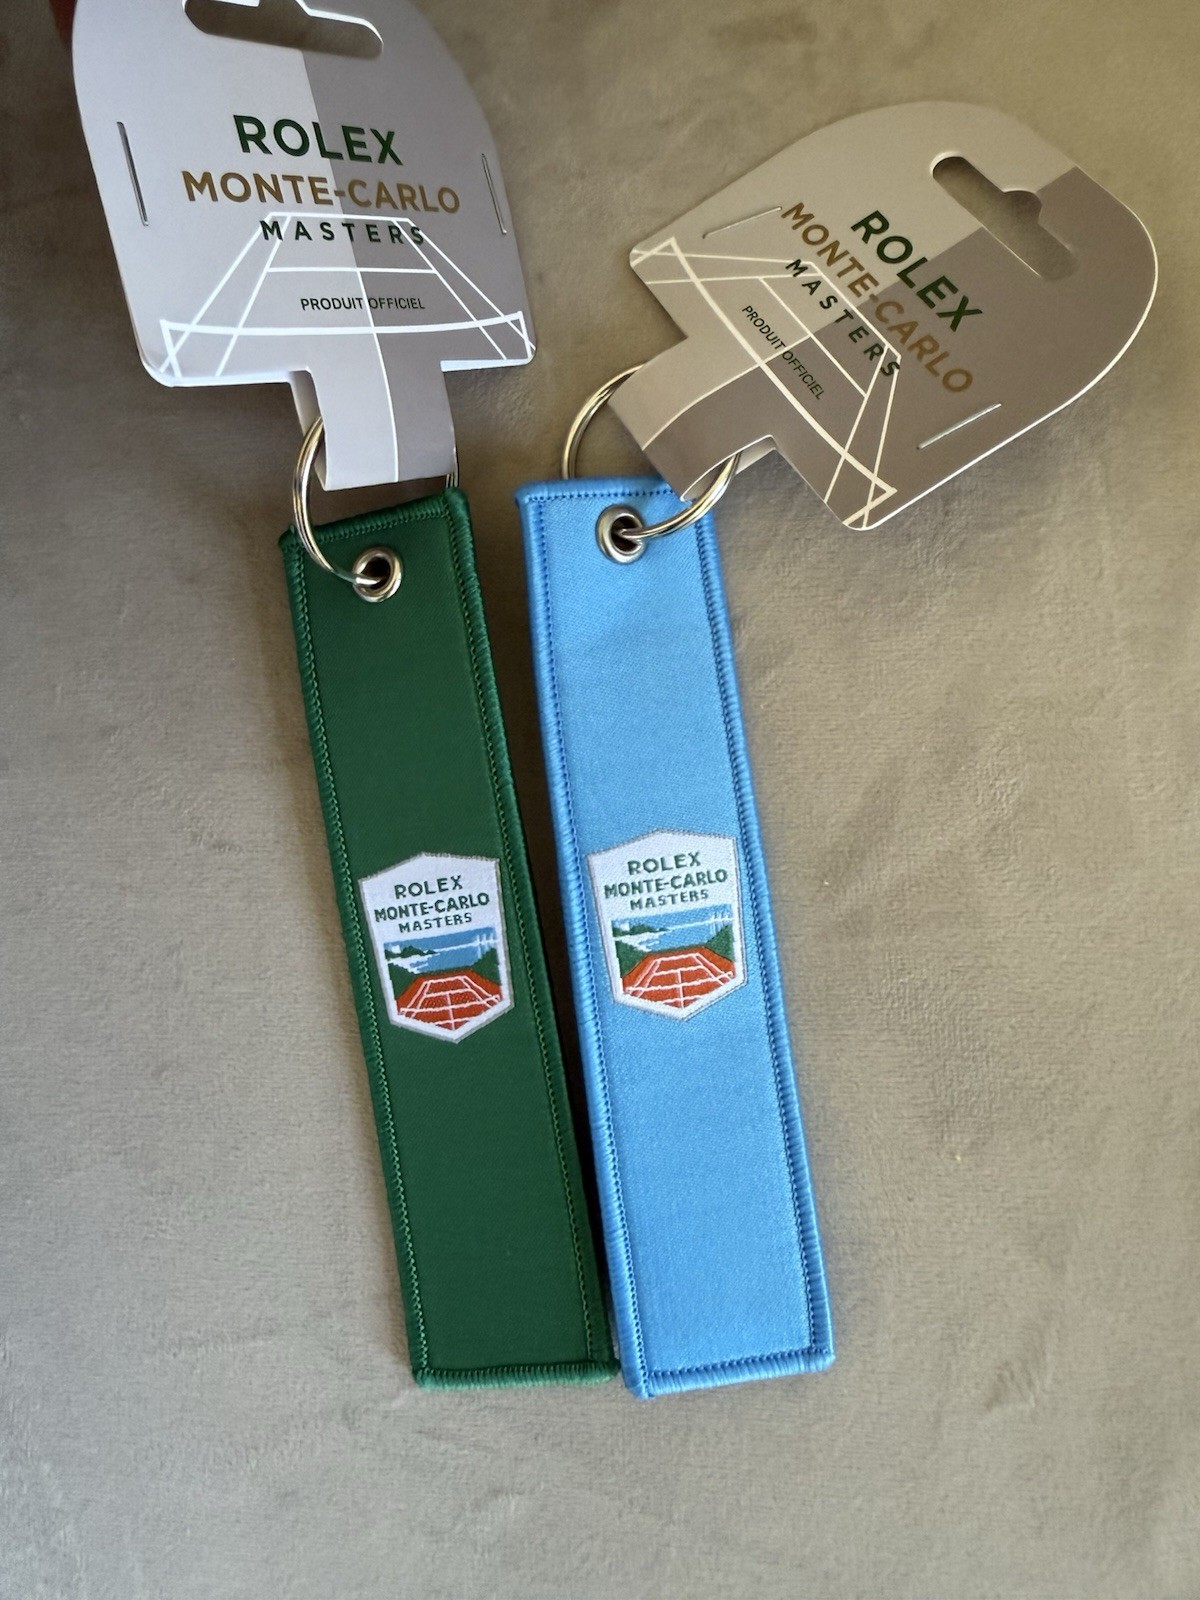 ROLEX
MONTE-CARLO
MASTERS
PRODUIT OFFICIEL
ROLEX
MONTE-CARLO
MASTERS
PRODUIT OFFICIEL
ROLEX
MONTE-CARLO
MASTERS
ROLEX
MONTE-CARLO
MASTERS